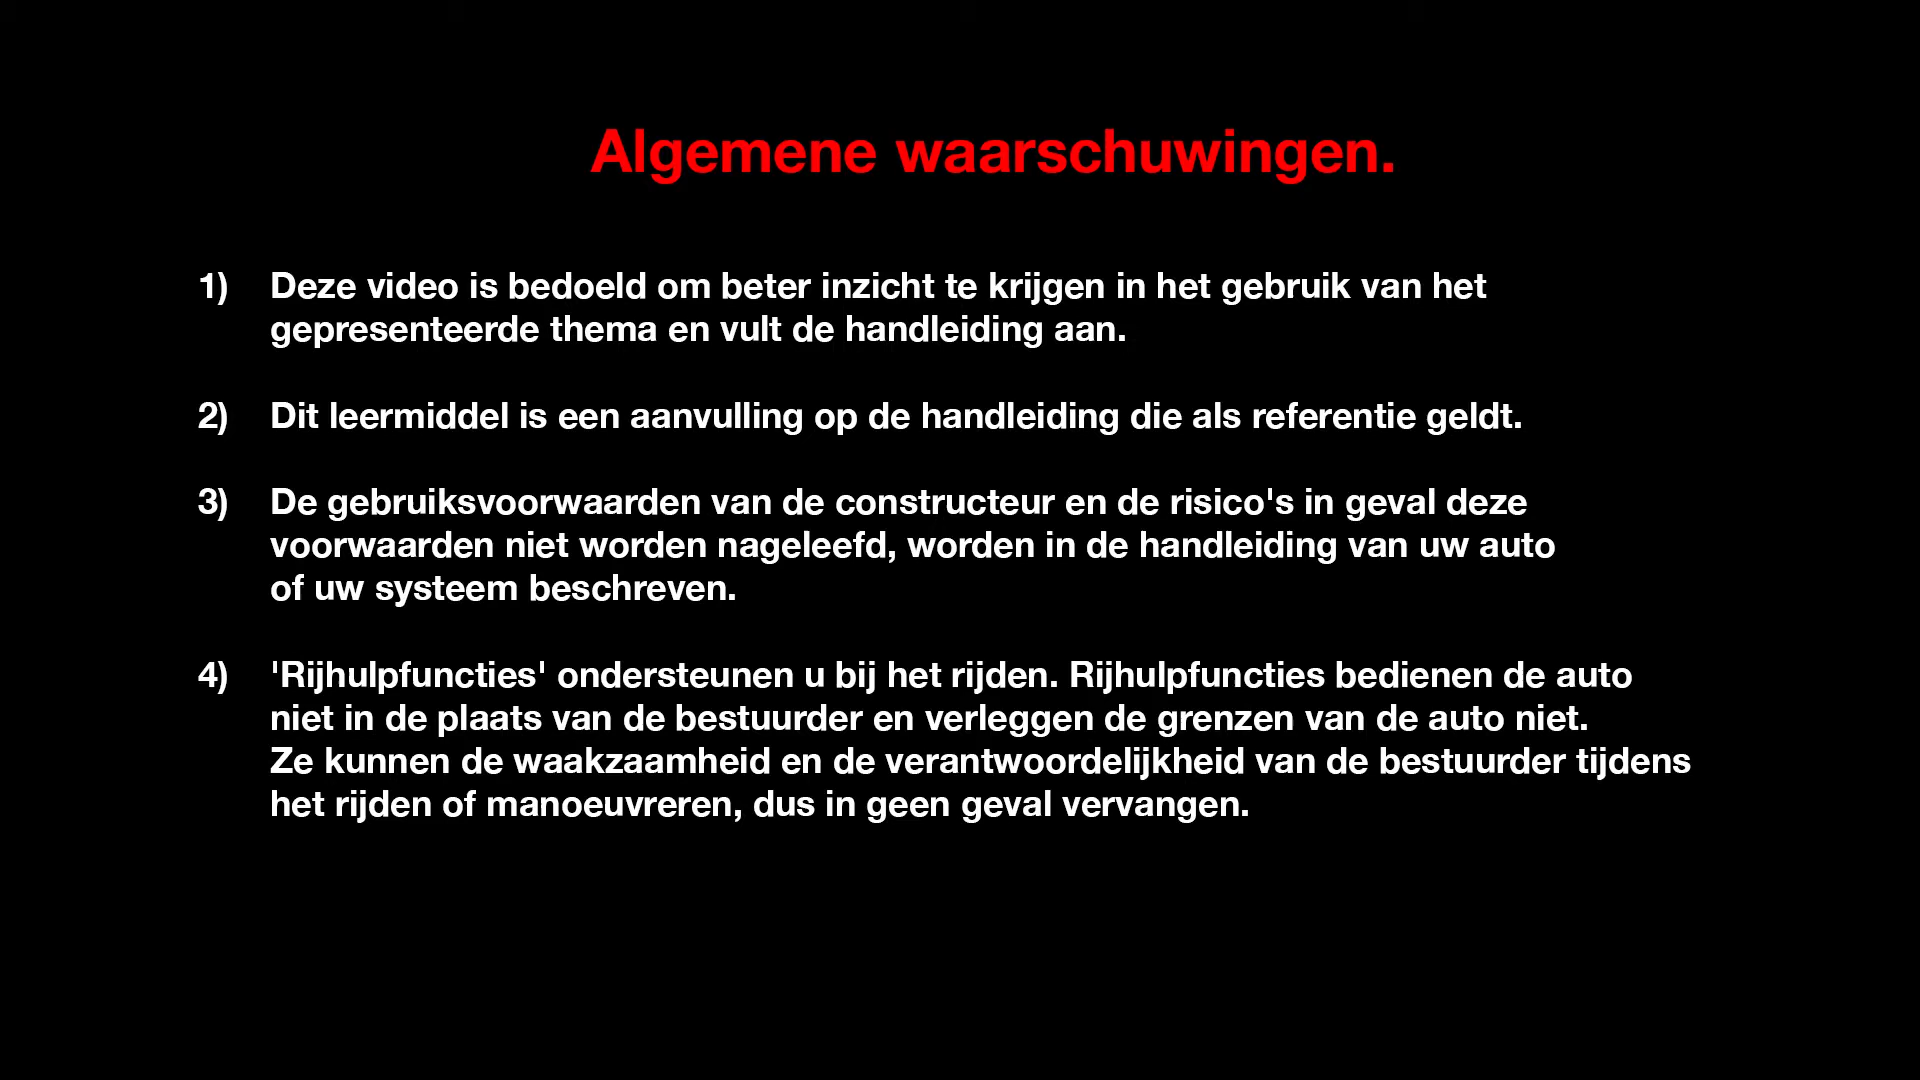 Algemene waarschuwingen.
1) Deze video is bedoeld om beter inzicht te krijgen in het gebruik van het
gepresenteerde thema en vult de handleiding aan.
2) Dit leermiddel is een aanvulling op de handleiding die als referentie geldt.
3) De gebruiksvoorwaarden van de constructeur en de risico's in geval deze
voorwaarden niet worden nageleefd, worden in de handleiding van uw auto
of uw systeem beschreven.
4) 'Rijhulpfuncties' ondersteunen u bij het rijden. Rijhulpfuncties bedienen de auto
niet in de plaats van de bestuurder en verleggen de grenzen van de auto niet.
Ze kunnen de waakzaamheid en de verantwoordelijkheid van de bestuurder tijdens
het rijden of manoeuvreren, dus in geen geval vervangen.